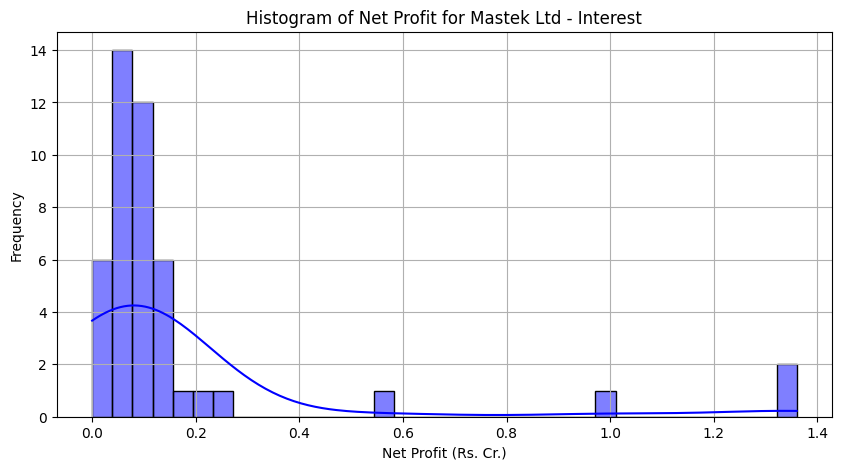 Histogram of Net Profit for Mastek Ltd - Interest
14
12
10
8
6
4
2
0
Frequency
0.0 0.2 0.4 0.6 0.8 1.0 1.2 1.4
Net Profit (Rs. Cr.)